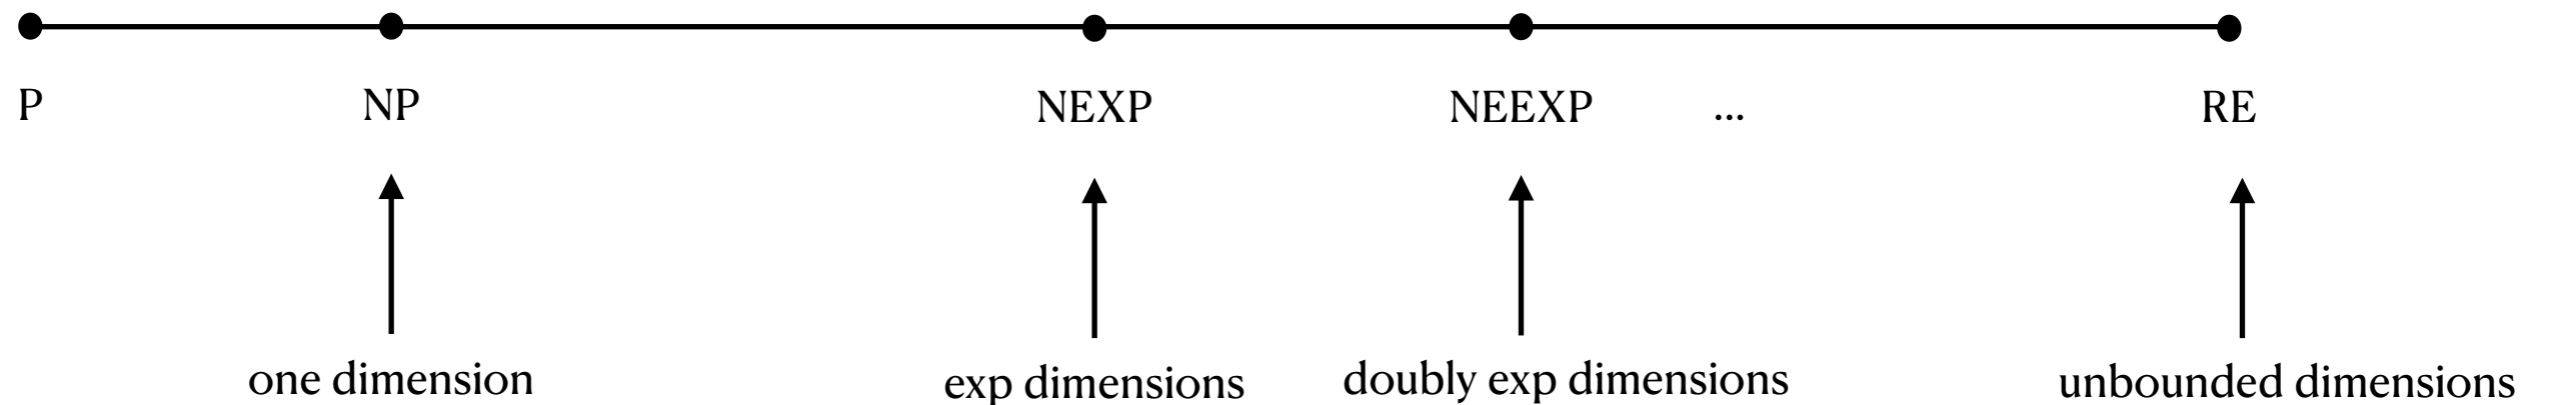 P NP NEXP NEEXP ... RE
one dimension exp dimensions doubly exp dimensions unbounded dimensions